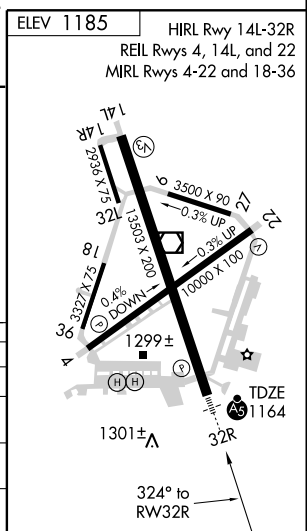 ELEV 1185
HIRL Rwy 14L-32R
REIL Rwys 4, 14L, and 22
MIRL Rwys 4-22 and 18-36
14L
14R
V3
2936 X 75
32L
9
3500 X 90
0.3% UP
27
22
V
13503 X 200
0.3% UP
10000 X 100
18
3327 X 75
36
P
0.4%
DOWN
4
1299±
P
H H
TDZE
1164
A5
1301±
32R
324° to
RW32R